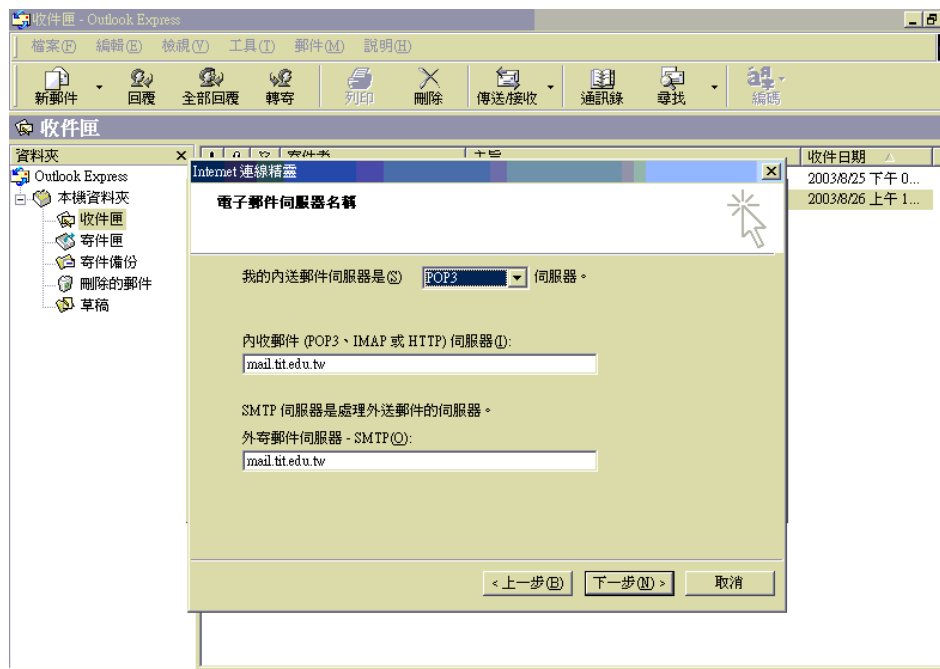 收件匣 - Outlook Express
檔案(F) 編輯(E) 檢視(V) 工具(T) 郵件(M) 說明(H)
新郵件 回覆 全部回覆 轉寄 列印 刪除 傳送/接收 通訊錄 尋找 編碼
收件匣
資料夾
寄件者 主旨 收件日期
Outlook Express
2003/8/25 下午 0...
本機資料夾
2003/8/26 上午 1...
收件匣
寄件匣
寄件備份
刪除的郵件
草稿
Internet 連線精靈
電子郵件伺服器名稱
我的內送郵件伺服器是(S) POP3 伺服器。
內收郵件 (POP3、IMAP 或 HTTP) 伺服器(I):
mail.tit.edu.tw
SMTP 伺服器是處理外送郵件的伺服器。
外寄郵件伺服器 - SMTP(O):
mail.tit.edu.tw
<上一步(B) 下一步(N)> 取消